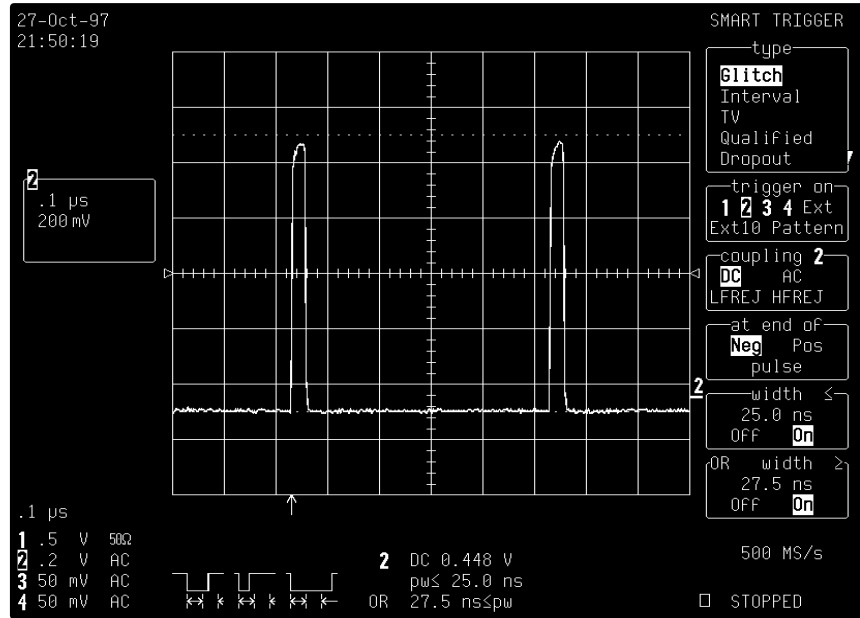 27-Oct-97
21:50:19
SMART TRIGGER
type
Glitch
Interval
TV
Qualified
Dropout
2
.1 µs
200 mV
trigger on
1 2 3 4 Ext
Ext10 Pattern
coupling 2
DC AC
LFREJ HFREJ
at end of
Neg Pos
pulse
2
width ≤
25.0 ns
Off On
OR width ≥
27.5 ns
Off On
.1 µs
1 .5 V 50Ω
2 .2 V AC
3 50 mV AC
4 50 mV AC
2 DC 0.448 V
pw≤ 25.0 ns
OR 27.5 ns≤pw
500 MS/s
STOPPED